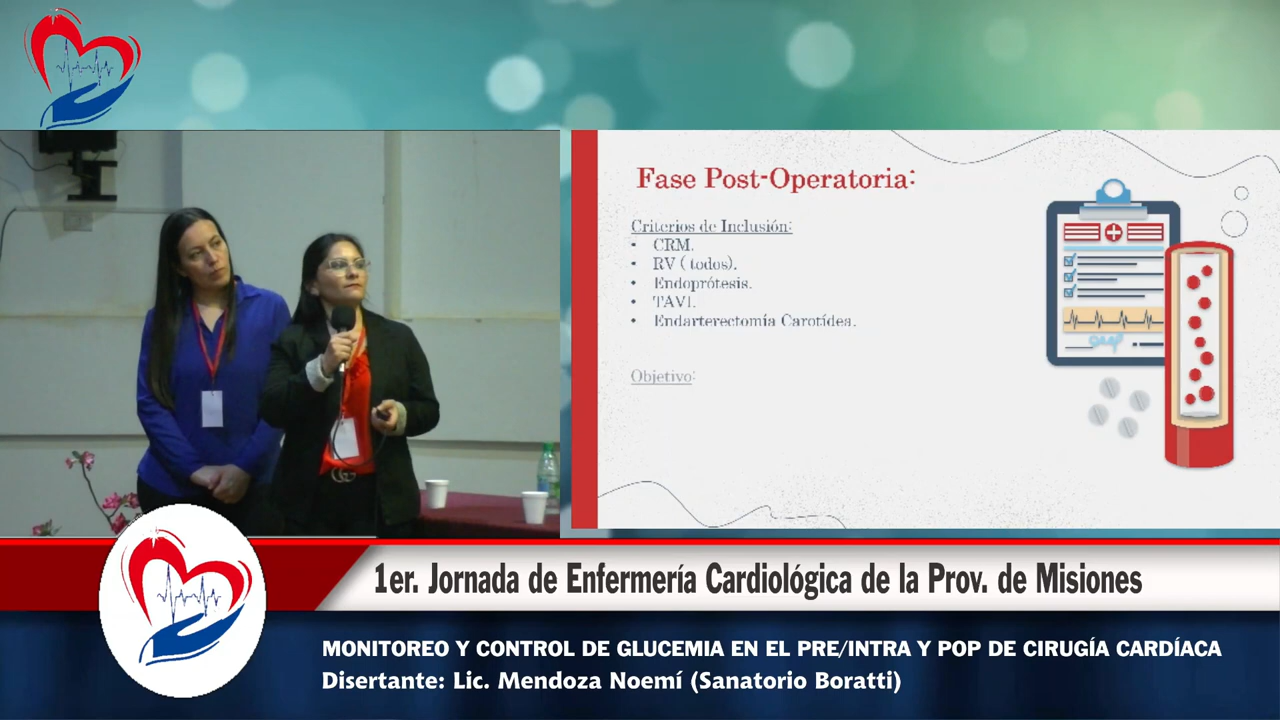 Fase Post-Operatoria:
Criterios de Inclusión:
• CRM.
• RV ( todos).
• Endoprótesis.
• TAVI.
• Endarterectomía Carotídea.
Objetivo:
1er. Jornada de Enfermería Cardiológica de la Prov. de Misiones
MONITOREO Y CONTROL DE GLUCEMIA EN EL PRE/INTRA Y POP DE CIRUGÍA CARDÍACA
Disertante: Lic. Mendoza Noemí (Sanatorio Boratti)